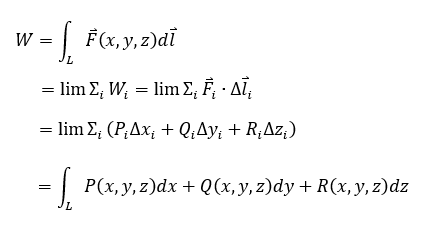 W = ∫_L F⃗(x, y, z)dl⃗
= lim Σ_i W_i = lim Σ_i F⃗_i · Δl⃗_i
= lim Σ_i (P_iΔx_i + Q_iΔy_i + R_iΔz_i)
= ∫_L P(x, y, z)dx + Q(x, y, z)dy + R(x, y, z)dz